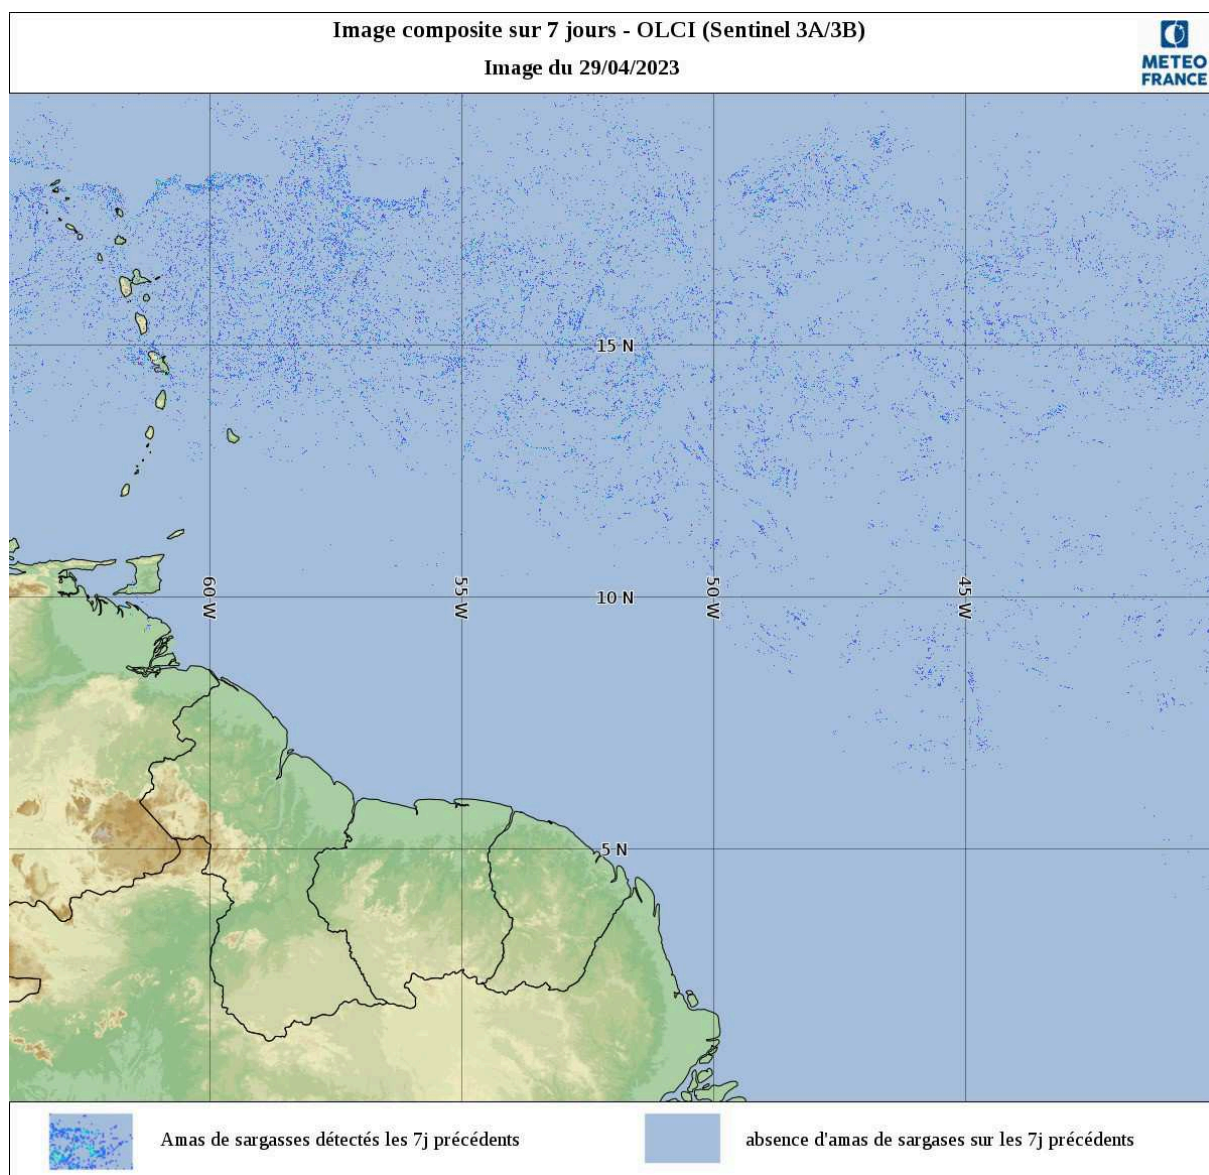 Image composite sur 7 jours - OLCI (Sentinel 3A/3B)
Image du 29/04/2023
METEO
FRANCE
15 N
60 W
55 W
10 N
50 W
45 W
5 N
Amas de sargasses détectés les 7j précédents
absence d'amas de sargases sur les 7j précédents